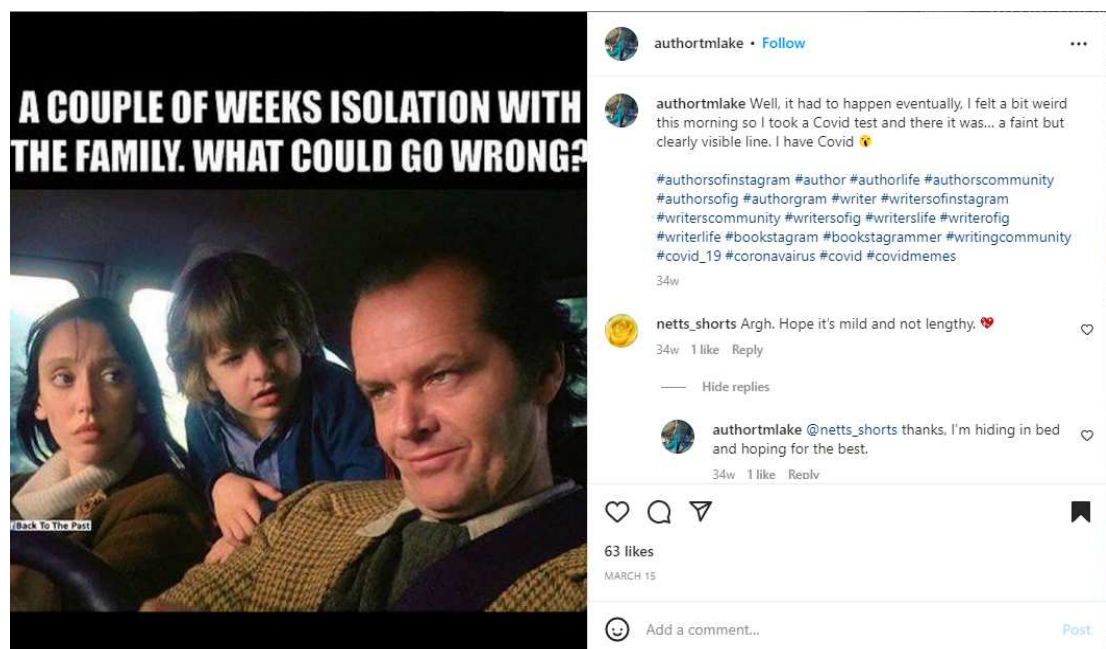 A COUPLE OF WEEKS ISOLATION WITH
THE FAMILY. WHAT COULD GO WRONG?
Back To The Past
authortmlake • Follow
authortmlake Well, it had to happen eventually, I felt a bit weird
this morning so I took a Covid test and there it was... a faint but
clearly visible line. I have Covid 😲
#authorsofinstagram #author #authorlife #authorscommunity
#authorsofig #authorgram #writer #writersofinstagram
#writerscommunity #writersofig #writerslife #writerofig
#writerlife #bookstagram #bookstagrammer #writingcommunity
#covid_19 #coronavairus #covid #covidmemes
34w
netts_shorts Argh. Hope it's mild and not lengthy. 💖
34w 1 like Reply
Hide replies
authortmlake @netts_shorts thanks, I'm hiding in bed
and hoping for the best.
34w 1 like Reply
63 likes
MARCH 15
Add a comment... Post